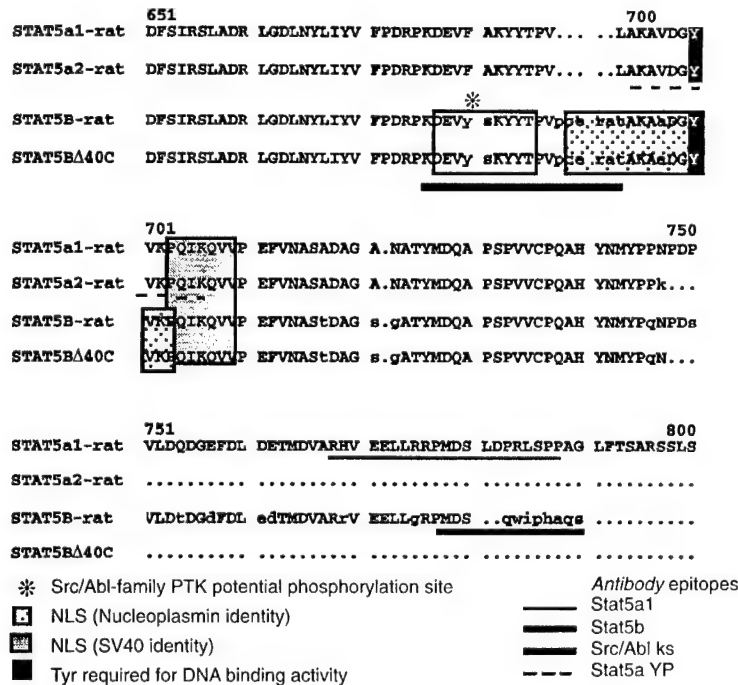 651 700
STAT5a1-rat DFSIRSLADR LGDLNYLIYV FPDRPKDEVF AKYYTPV... ..LAKAVDGY
STAT5a2-rat DFSIRSLADR LGDLNYLIYV FPDRPKDEVF AKYYTPV... ..LAKAVDGY
STAT5B-rat DFSIRSLADR LGDLNYLIYV FPDRPKDEVy sKYYTPVpce.ratAKAaDGY
STAT5BΔ40C DFSIRSLADR LGDLNYLIYV FPDRPKDEVy sKYYTPVpce.ratAKAaDGY
701 750
STAT5a1-rat VKPQIKQVVP EFVNASADAG A.NATYMDQA PSPVVCPQAH YNMYPPNPDP
STAT5a2-rat VKPQIKQVVP EFVNASADAG A.NATYMDQA PSPVVCPQAH YNMYPPk...
STAT5B-rat VKPQIKQVVP EFVNAStDAG s.gATYMDQA PSPVVCPQAH YNMYPqNPDs
STAT5BΔ40C VKPQIKQVVP EFVNAStDAG s.gATYMDQA PSPVVCPQAH YNMYPqN...
751 800
STAT5a1-rat VLDQDGEFDL DETMDVARHV EELLRRPMDS LDPRLSPPAG LFTSARSSLS
STAT5a2-rat .......... .......... .......... .......... ..........
STAT5B-rat VLDtDGdFDL edTMDVARrV EELLgRPMDS ..qwiphaqs ..........
STAT5BΔ40C .......... .......... .......... .......... ..........
Src/Abl-family PTK potential phosphorylation site
NLS (Nucleoplasmin identity)
NLS (SV40 identity)
Tyr required for DNA binding activity
Antibody epitopes
Stat5a1
Stat5b
Src/Abl ks
Stat5a YP